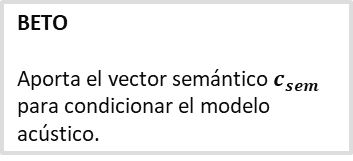 BETO
Aporta el vector semántico c_sem
para condicionar el modelo
acústico.